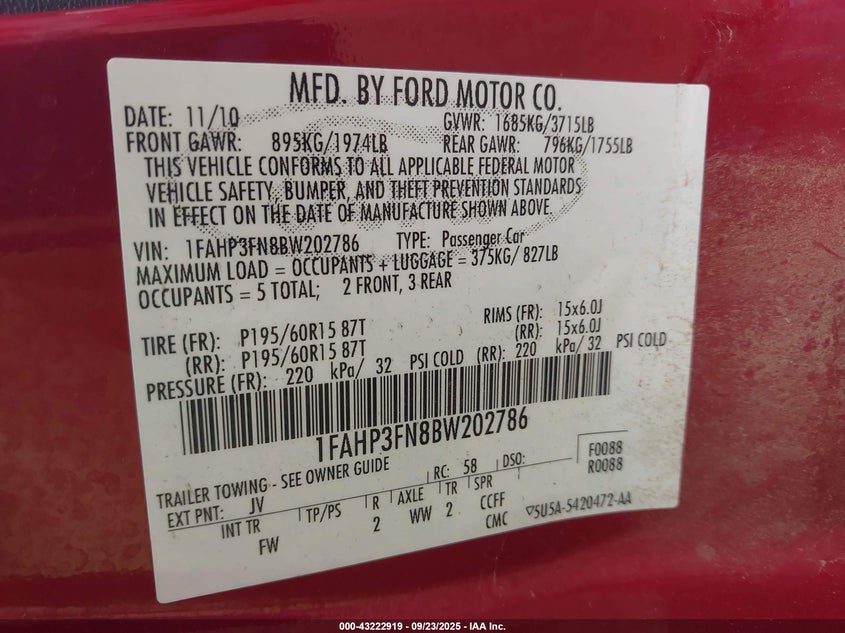 MFD. BY FORD MOTOR CO.
DATE: 11/10 GVWR: 1685KG/3715LB
FRONT GAWR: 895KG/1974LB REAR GAWR: 796KG/1755LB
THIS VEHICLE CONFORMS TO ALL APPLICABLE FEDERAL MOTOR
VEHICLE SAFETY, BUMPER, AND THEFT PREVENTION STANDARDS
IN EFFECT ON THE DATE OF MANUFACTURE SHOWN ABOVE.
VIN: 1FAHP3FN8BW202786 TYPE: Passenger Car
MAXIMUM LOAD = OCCUPANTS + LUGGAGE = 375KG/ 827LB
OCCUPANTS = 5 TOTAL; 2 FRONT, 3 REAR
TIRE (FR): P195/60R15 87T RIMS (FR): 15x6.0J
(RR): P195/60R15 87T (RR): 15x6.0J
PRESSURE (FR): 220 kPa/ 32 PSI COLD (RR): 220 kPa/ 32 PSI COLD
1FAHP3FN8BW202786
F0088
R0088
TRAILER TOWING - SEE OWNER GUIDE
EXT PNT: JV RC: 58 DSO:
INT TR TP/PS R AXLE TR SPR
FW 2 WW 2 CCFF
CMC
▽5U5A-5420472-AA
000-43222919 - 09/23/2025 - IAA Inc.